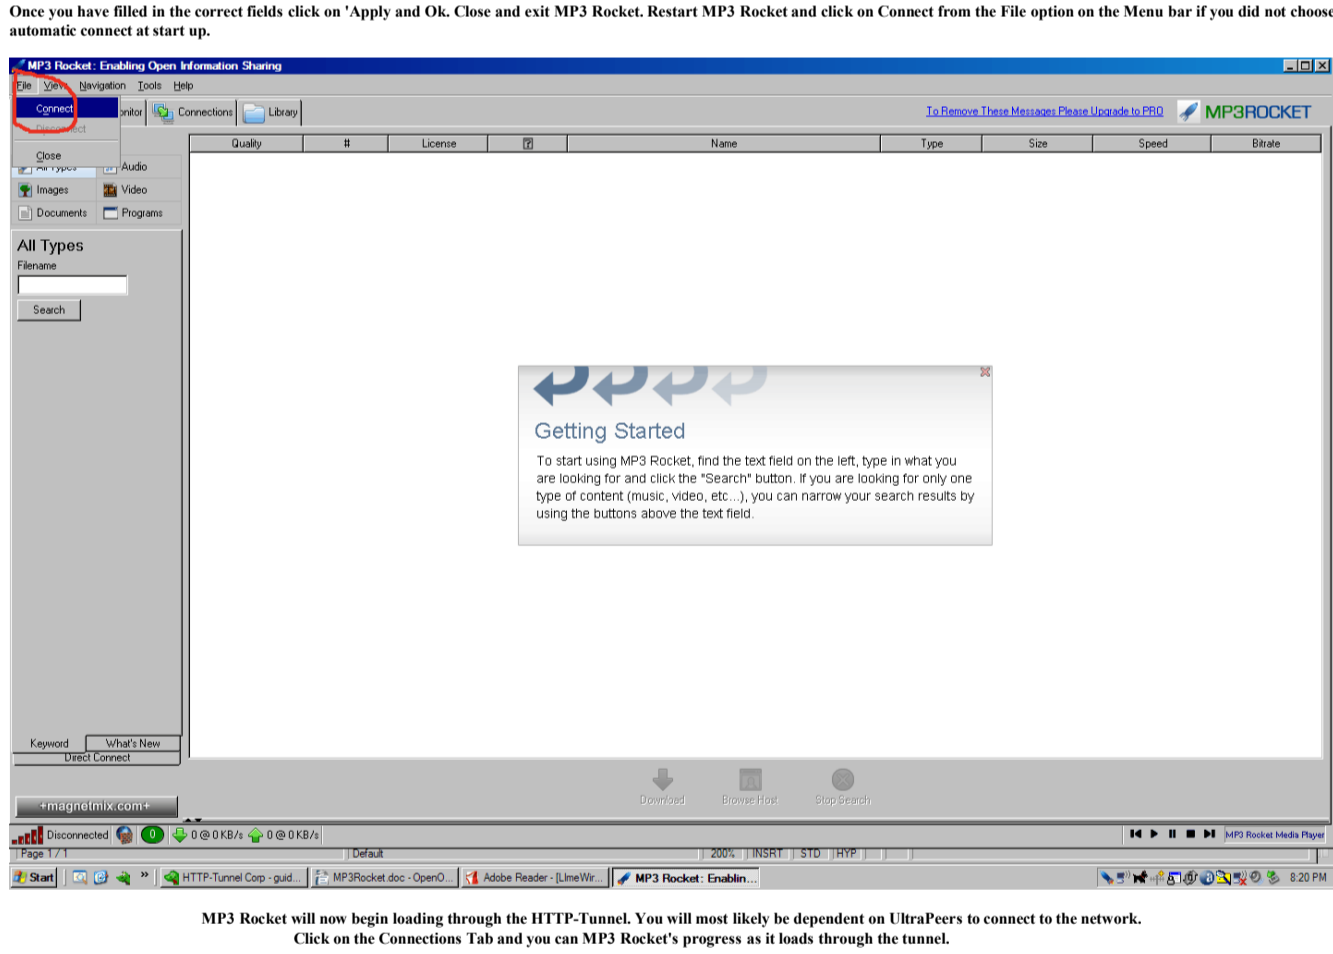 Once you have filled in the correct fields click on 'Apply and Ok. Close and exit MP3 Rocket. Restart MP3 Rocket and click on Connect from the File option on the Menu bar if you did not choose
automatic connect at start up.
MP3 Rocket: Enabling Open Information Sharing
File View Navigation Tools Help
Connect
Disconnect
Close
nitor Connections Library
To Remove These Messages Please Upgrade to PRO MP3ROCKET
Quality # License ? Name Type Size Speed Bitrate
All Types Audio
Images Video
Documents Programs
All Types
Filename
Search
Getting Started
To start using MP3 Rocket, find the text field on the left, type in what you
are looking for and click the "Search" button. If you are looking for only one
type of content (music, video, etc...), you can narrow your search results by
using the buttons above the text field.
Keyword What's New
Direct Connect
Download Browse Host Stop Search
+magnetmix.com+
Disconnected 0 0 @ 0 KB/s 0 @ 0 KB/s MP3 Rocket Media Player
Page 1 / 1 Default 200% INSRT STD HYP
Start » HTTP-Tunnel Corp - guid... MP3Rocket.doc - OpenO... Adobe Reader - [LImeWir... MP3 Rocket: Enablin... 8:20 PM
MP3 Rocket will now begin loading through the HTTP-Tunnel. You will most likely be dependent on UltraPeers to connect to the network.
Click on the Connections Tab and you can MP3 Rocket's progress as it loads through the tunnel.